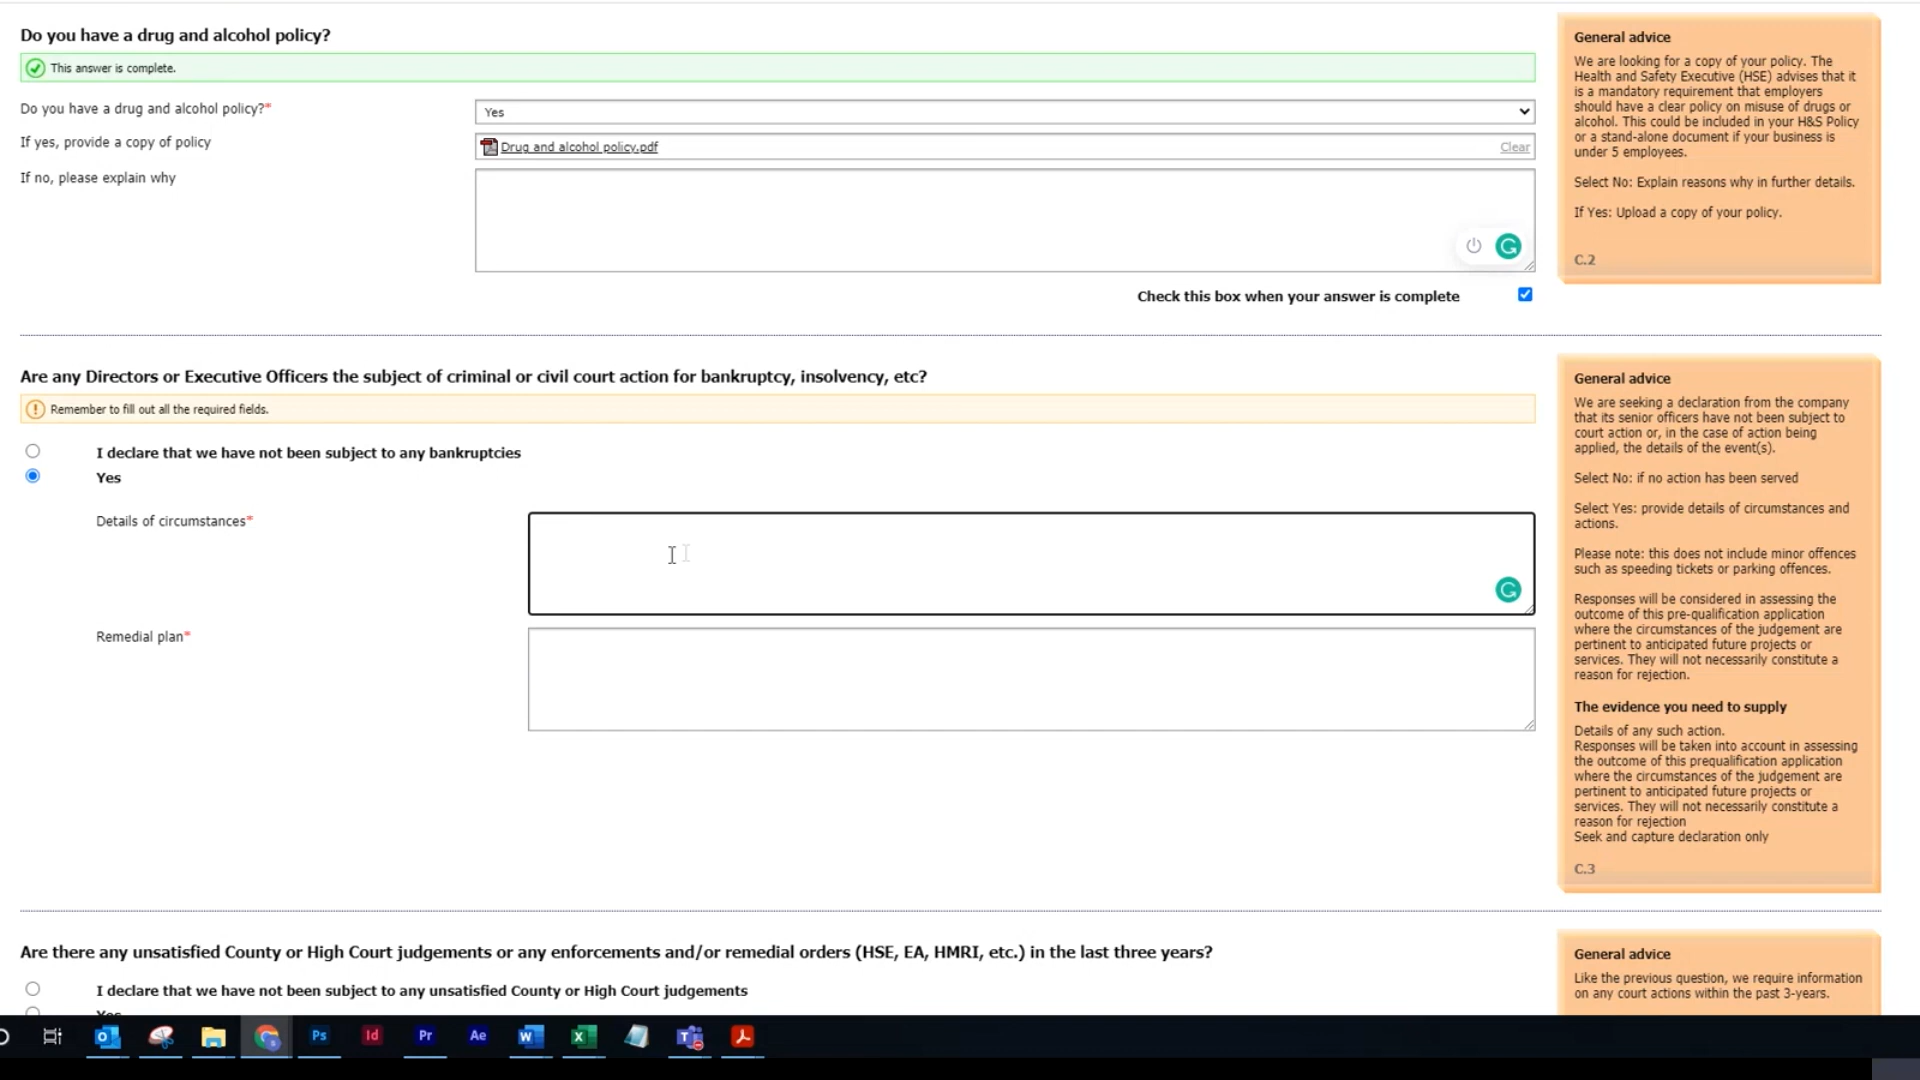 Do you have a drug and alcohol policy?
This answer is complete.
Do you have a drug and alcohol policy?*
Yes
If yes, provide a copy of policy
Drug and alcohol policy.pdf
Clear
If no, please explain why
Check this box when your answer is complete
General advice
We are looking for a copy of your policy. The
Health and Safety Executive (HSE) advises that it
is a mandatory requirement that employers
should have a clear policy on misuse of drugs or
alcohol. This could be included in your H&S Policy
or a stand-alone document if your business is
under 5 employees.
Select No: Explain reasons why in further details.
If Yes: Upload a copy of your policy.
C.2
Are any Directors or Executive Officers the subject of criminal or civil court action for bankruptcy, insolvency, etc?
Remember to fill out all the required fields.
I declare that we have not been subject to any bankruptcies
Yes
Details of circumstances*
Remedial plan*
General advice
We are seeking a declaration from the company
that its senior officers have not been subject to
court action or, in the case of action being
applied, the details of the event(s).
Select No: if no action has been served
Select Yes: provide details of circumstances and
actions.
Please note: this does not include minor offences
such as speeding tickets or parking offences.
Responses will be considered in assessing the
outcome of this pre-qualification application
where the circumstances of the judgement are
pertinent to anticipated future projects or
services. They will not necessarily constitute a
reason for rejection.
The evidence you need to supply
Details of any such action.
Responses will be taken into account in assessing
the outcome of this prequalification application
where the circumstances of the judgement are
pertinent to anticipated future projects or
services. They will not necessarily constitute a
reason for rejection
Seek and capture declaration only
C.3
Are there any unsatisfied County or High Court judgements or any enforcements and/or remedial orders (HSE, EA, HMRI, etc.) in the last three years?
I declare that we have not been subject to any unsatisfied County or High Court judgements
Yes
General advice
Like the previous question, we require information
on any court actions within the past 3-years.
Ps
Id
Pr
Ae